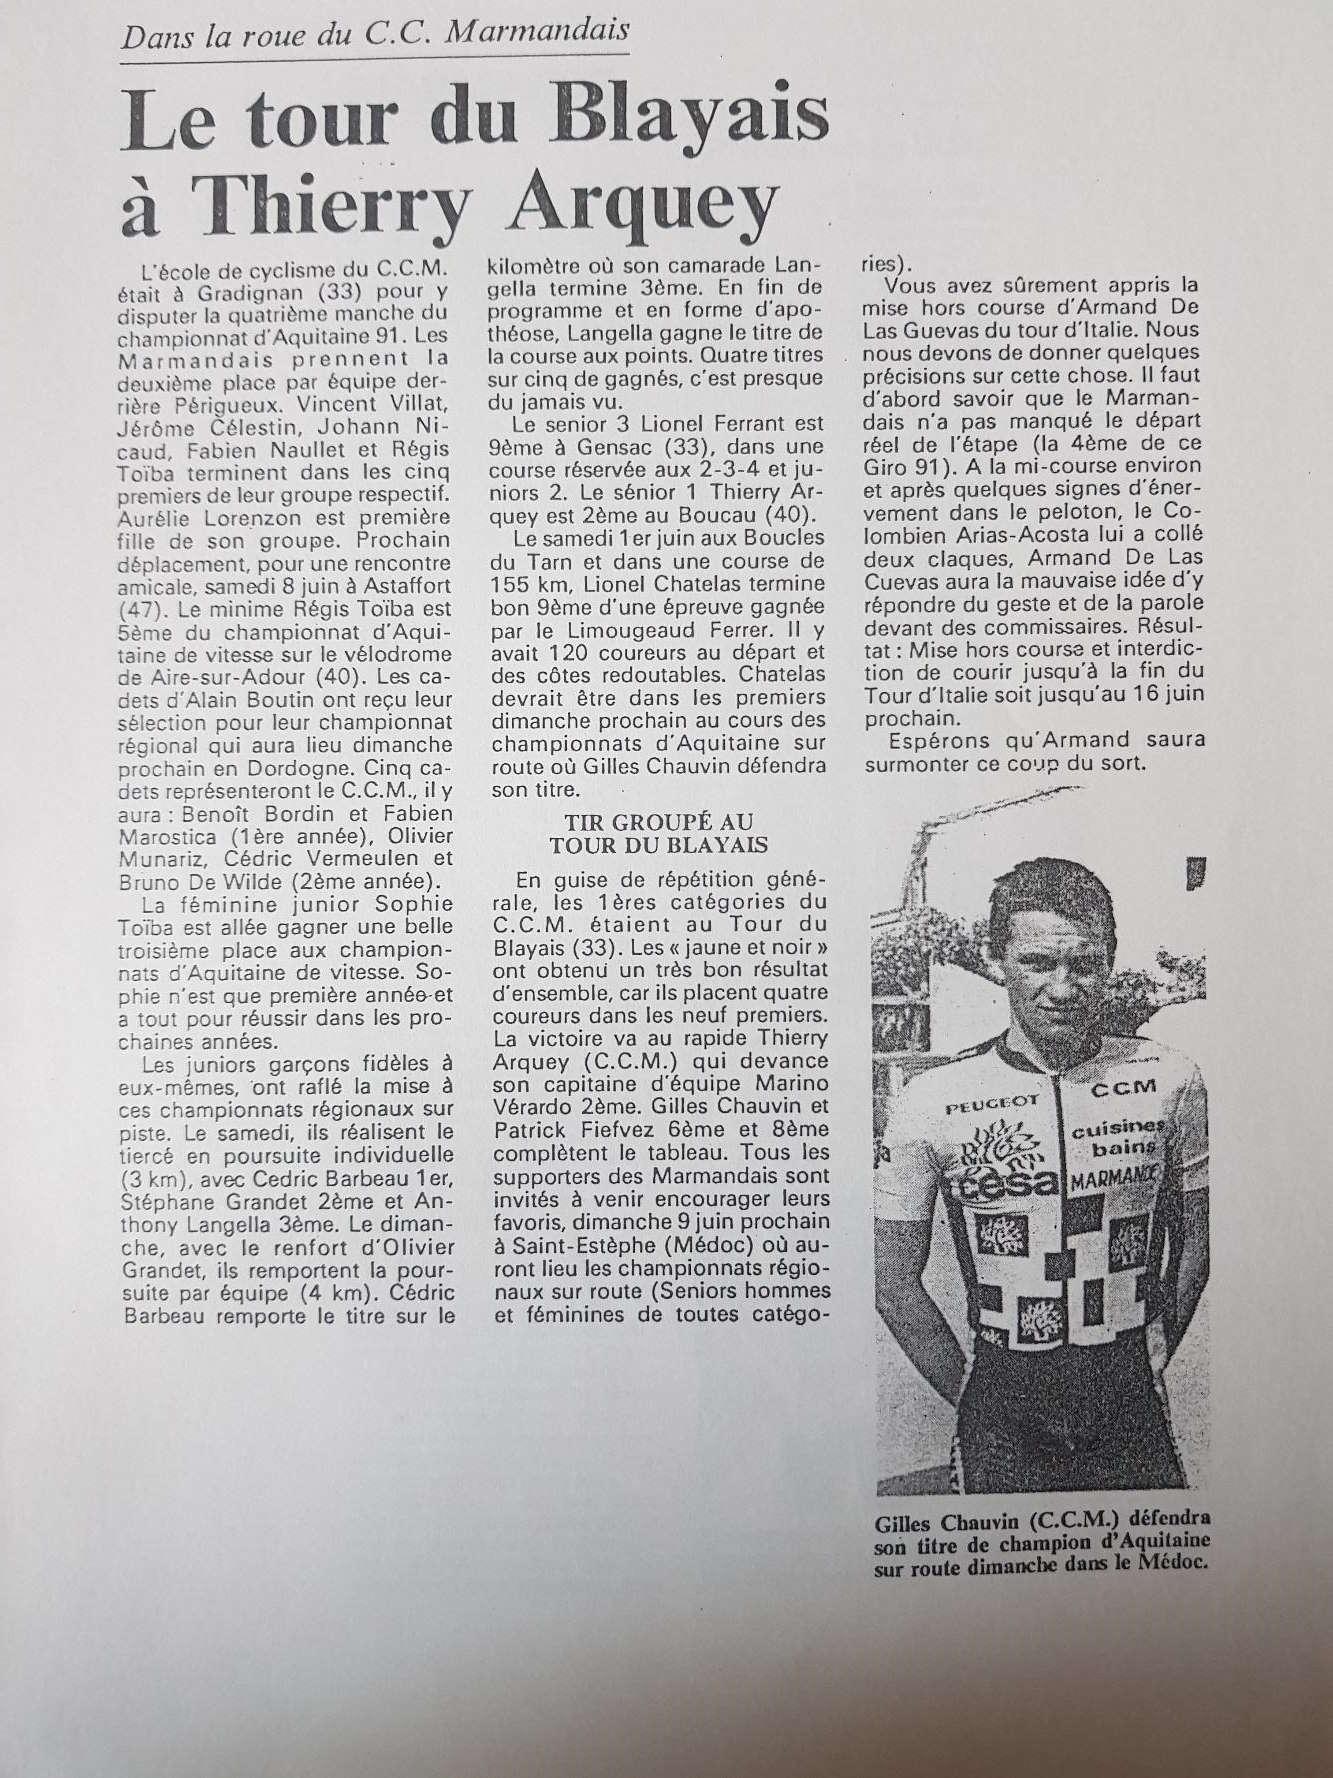 Dans la roue du C.C. Marmandais
Le tour du Blayais
à Thierry Arquey
L'école de cyclisme du C.C.M.
était à Gradignan (33) pour y
disputer la quatrième manche du
championnat d'Aquitaine 91. Les
Marmandais prennent la
deuxième place par équipe der-
rière Périgueux. Vincent Villat,
Jérôme Célestin, Johann Ni-
caud, Fabien Naullet et Régis
Toïba terminent dans les cinq
premiers de leur groupe respectif.
Aurélie Lorenzon est première
fille de son groupe. Prochain
déplacement, pour une rencontre
amicale, samedi 8 juin à Astaffort
(47). Le minime Régis Toïba est
5ème du championnat d'Aqui-
taine de vitesse sur le vélodrome
de Aire-sur-Adour (40). Les ca-
dets d'Alain Boutin ont reçu leur
sélection pour leur championnat
régional qui aura lieu dimanche
prochain en Dordogne. Cinq ca-
dets représenteront le C.C.M., il y
aura : Benoît Bordin et Fabien
Marostica (1ère année), Olivier
Munariz, Cédric Vermeulen et
Bruno De Wilde (2ème année).
La féminine junior Sophie
Toïba est allée gagner une belle
troisième place aux champion-
nats d'Aquitaine de vitesse. So-
phie n'est que première année et
a tout pour réussir dans les pro-
chaines années.
Les juniors garçons fidèles à
eux-mêmes, ont raflé la mise à
ces championnats régionaux sur
piste. Le samedi, ils réalisent le
tiercé en poursuite individuelle
(3 km), avec Cedric Barbeau 1er,
Stéphane Grandet 2ème et An-
thony Langella 3ème. Le diman-
che, avec le renfort d'Olivier
Grandet, ils remportent la pour-
suite par équipe (4 km). Cédric
Barbeau remporte le titre sur le
kilomètre où son camarade Lan-
gella termine 3ème. En fin de
programme et en forme d'apo-
théose, Langella gagne le titre de
la course aux points. Quatre titres
sur cinq de gagnés, c'est presque
du jamais vu.
Le senior 3 Lionel Ferrant est
9ème à Gensac (33), dans une
course réservée aux 2-3-4 et ju-
niors 2. Le sénior 1 Thierry Ar-
quey est 2ème au Boucau (40).
Le samedi 1er juin aux Boucles
du Tarn et dans une course de
155 km, Lionel Chatelas termine
bon 9ème d'une épreuve gagnée
par le Limougeaud Ferrer. Il y
avait 120 coureurs au départ et
des côtes redoutables. Chatelas
devrait être dans les premiers
dimanche prochain au cours des
championnats d'Aquitaine sur
route où Gilles Chauvin défendra
son titre.
TIR GROUPÉ AU
TOUR DU BLAYAIS
En guise de répétition géné-
rale, les 1ères catégories du
C.C.M. étaient au Tour du
Blayais (33). Les « jaune et noir »
ont obtenu un très bon résultat
d'ensemble, car ils placent quatre
coureurs dans les neuf premiers.
La victoire va au rapide Thierry
Arquey (C.C.M.) qui devance
son capitaine d'équipe Marino
Vérardo 2ème. Gilles Chauvin et
Patrick Fiefvez 6ème et 8ème
complètent le tableau. Tous les
supporters des Marmandais sont
invités à venir encourager leurs
favoris, dimanche 9 juin prochain
à Saint-Estèphe (Médoc) où au-
ront lieu les championnats régio-
naux sur route (Seniors hommes
et féminines de toutes catégo-
ries).
Vous avez sûrement appris la
mise hors course d'Armand De
Las Guevas du tour d'Italie. Nous
nous devons de donner quelques
précisions sur cette chose. Il faut
d'abord savoir que le Marman-
dais n'a pas manqué le départ
réel de l'étape (la 4ème de ce
Giro 91). A la mi-course environ
et après quelques signes d'éner-
vement dans le peloton, le Co-
lombien Arias-Acosta lui a collé
deux claques, Armand De Las
Cuevas aura la mauvaise idée d'y
répondre du geste et de la parole
devant des commissaires. Résul-
tat : Mise hors course et interdic-
tion de courir jusqu'à la fin du
Tour d'Italie soit jusqu'au 16 juin
prochain.
Espérons qu'Armand saura
surmonter ce coup du sort.
PEUGEOT
CCM
cuisines
bains
cesa
MARMANDE
Gilles Chauvin (C.C.M.) défendra
son titre de champion d'Aquitaine
sur route dimanche dans le Médoc.